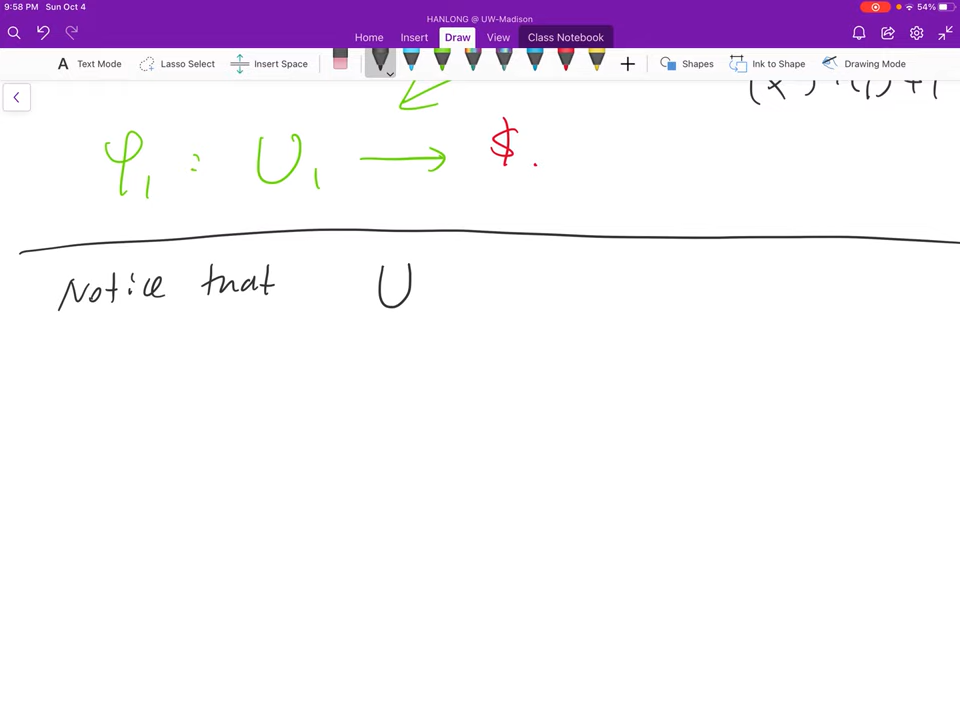 9:58 PM Sun Oct 4
54%
HANLONG @ UW-Madison
Home Insert Draw View Class Notebook
A Text Mode Lasso Select Insert Space Shapes Ink to Shape Drawing Mode
φ₁ : U₁ → $.
Notice that U